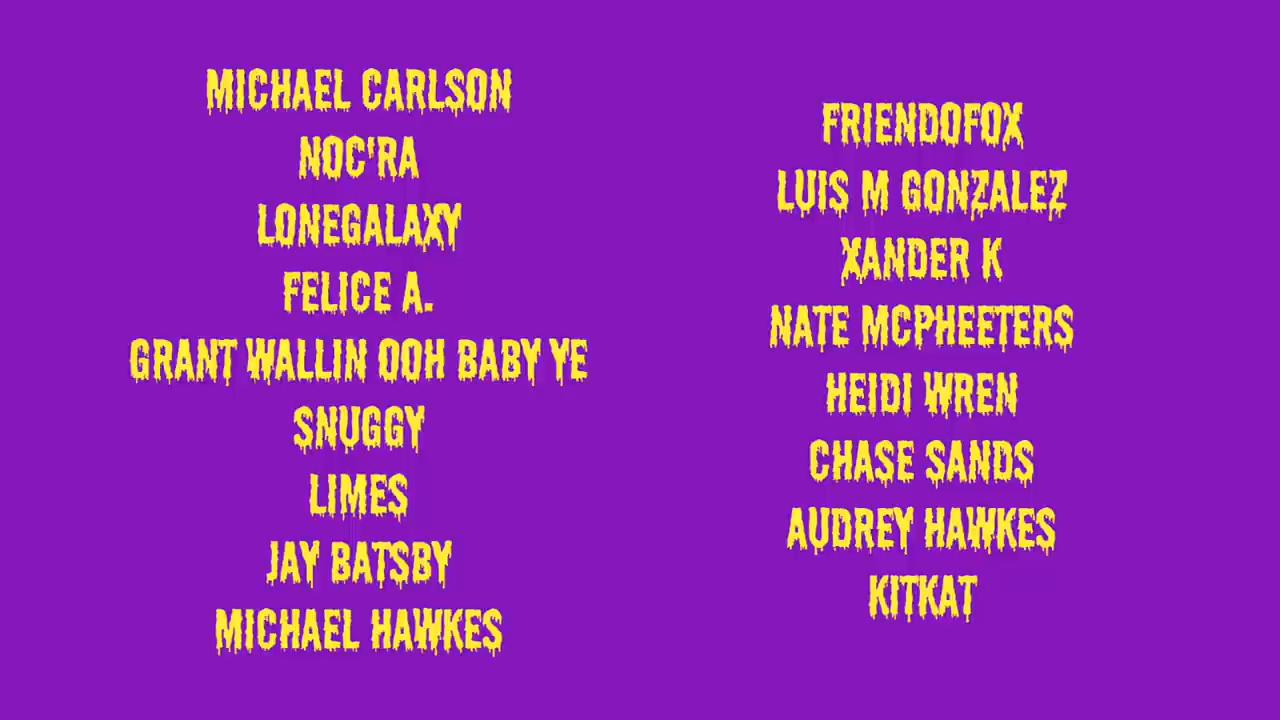 MICHAEL CARLSON
NOC'RA
LONEGALAXY
FELICE A.
GRANT WALLIN OOH BABY YE
SNUGGY
LIMES
JAY BATSBY
MICHAEL HAWKES
FRIENDOFOX
LUIS M GONZALEZ
XANDER K
NATE MCPHEETERS
HEIDI WREN
CHASE SANDS
AUDREY HAWKES
KITKAT